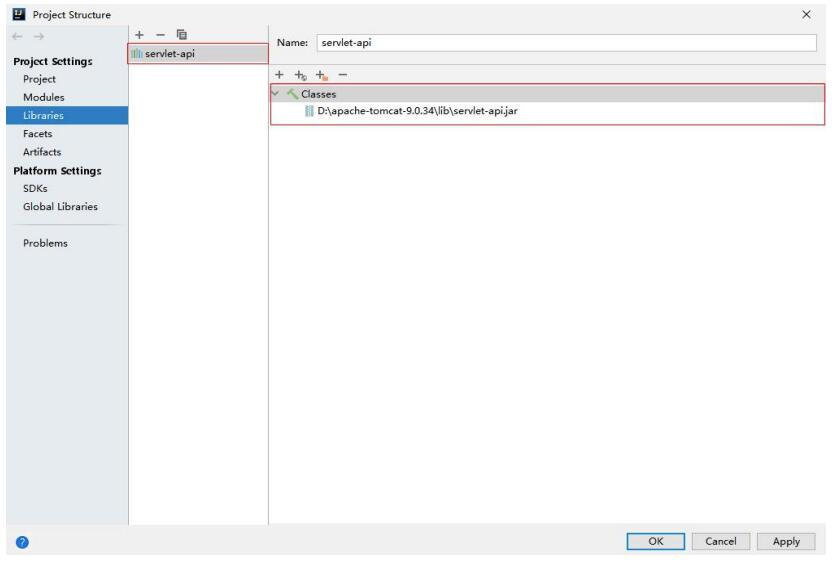 Project Structure
Project Settings
Project
Modules
Libraries
Facets
Artifacts
Platform Settings
SDKs
Global Libraries
Problems
servlet-api
Name: servlet-api
Classes
D:\apache-tomcat-9.0.34\lib\servlet-api.jar
? OK Cancel Apply